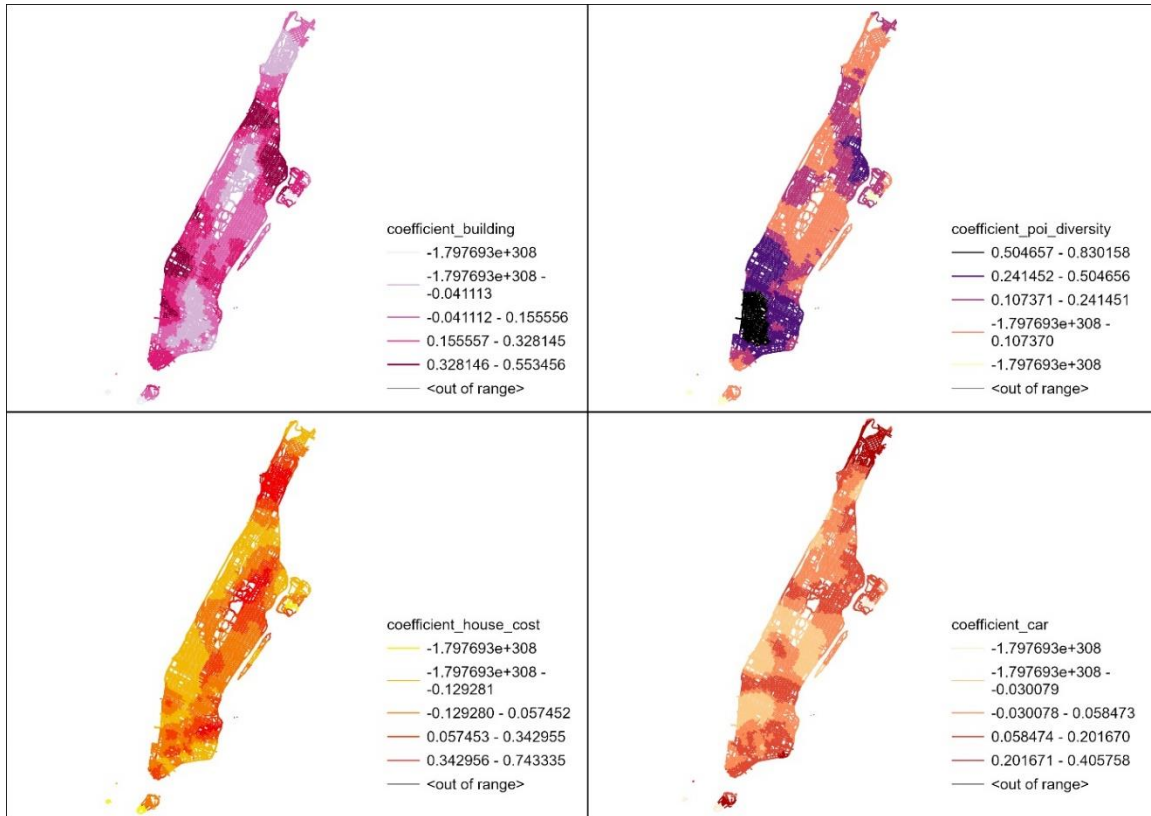 coefficient_building
-1.797693e+308
-1.797693e+308 -
-0.041113
-0.041112 - 0.155556
0.155557 - 0.328145
0.328146 - 0.553456
<out of range>
coefficient_poi_diversity
0.504657 - 0.830158
0.241452 - 0.504656
0.107371 - 0.241451
-1.797693e+308 -
0.107370
-1.797693e+308
<out of range>
coefficient_house_cost
-1.797693e+308
-1.797693e+308 -
-0.129281
-0.129280 - 0.057452
0.057453 - 0.342955
0.342956 - 0.743335
<out of range>
coefficient_car
-1.797693e+308
-1.797693e+308 -
-0.030079
-0.030078 - 0.058473
0.058474 - 0.201670
0.201671 - 0.405758
<out of range>